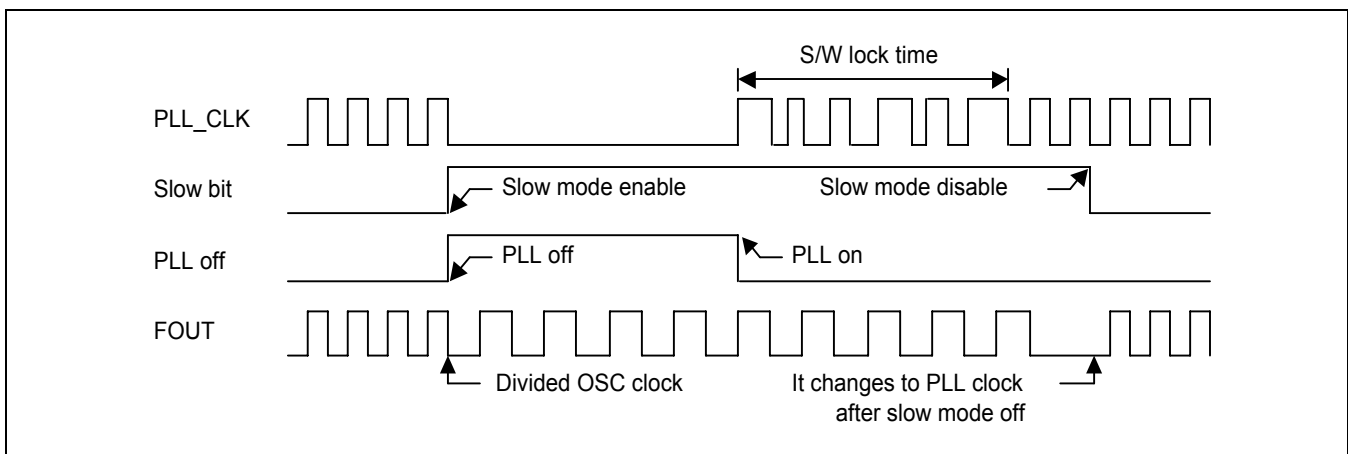 S/W lock time
PLL_CLK
Slow bit
Slow mode enable
Slow mode disable
PLL off
PLL off
PLL on
FOUT
Divided OSC clock
It changes to PLL clock
after slow mode off